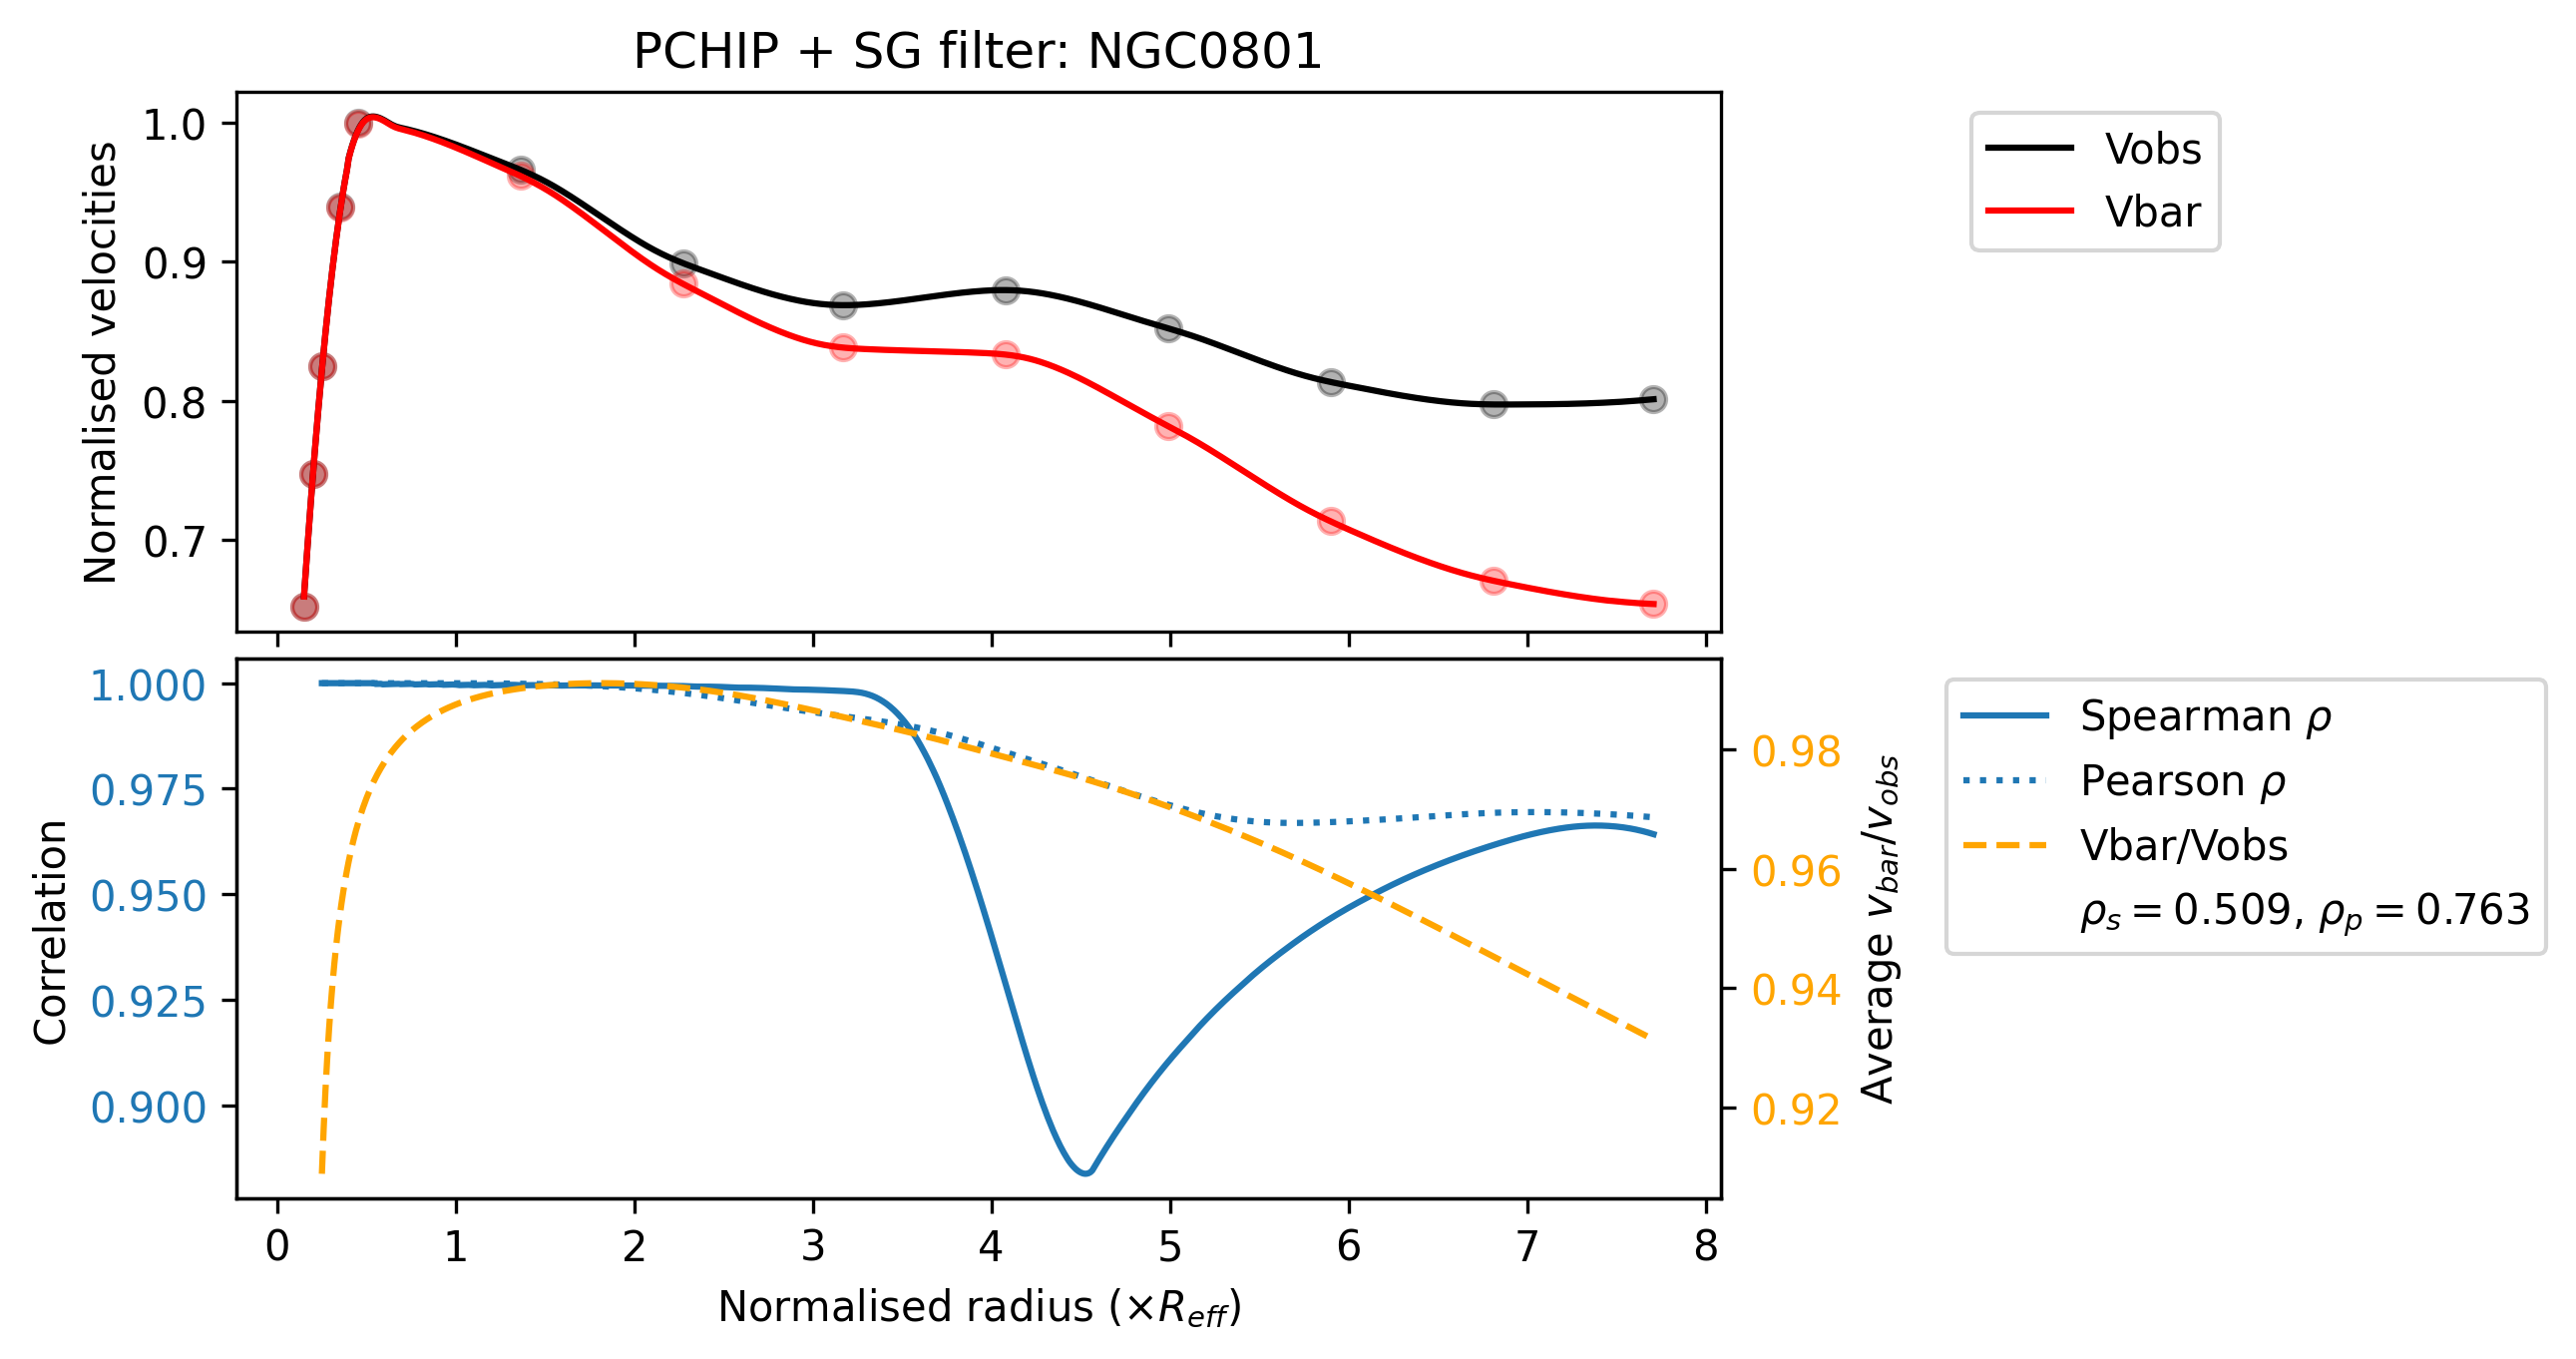 PCHIP + SG filter: NGC0801
Normalised velocities
1.0
0.9
0.8
0.7
Vobs
Vbar
Correlation
1.000
0.975
0.950
0.925
0.900
0.98
0.96
0.94
0.92
Average v_bar/v_obs
Spearman ρ
Pearson ρ
Vbar/Vobs
ρ_s = 0.509, ρ_p = 0.763
0 1 2 3 4 5 6 7 8
Normalised radius (×R_eff)